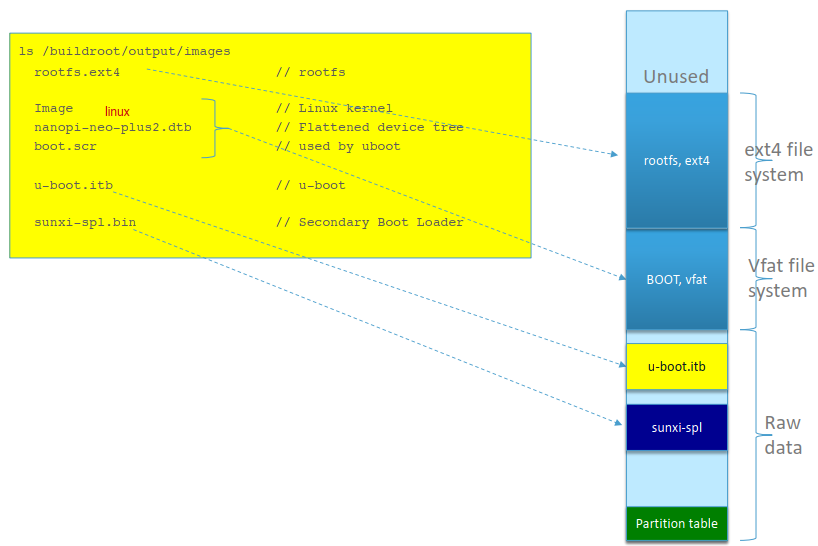 ls /buildroot/output/images
rootfs.ext4 // rootfs
Image linux // Linux kernel
nanopi-neo-plus2.dtb // Flattened device tree
boot.scr // used by uboot
u-boot.itb // u-boot
sunxi-spl.bin // Secondary Boot Loader
Unused
rootfs, ext4
ext4 file
system
BOOT, vfat
Vfat file
system
u-boot.itb
sunxi-spl
Raw
data
Partition table